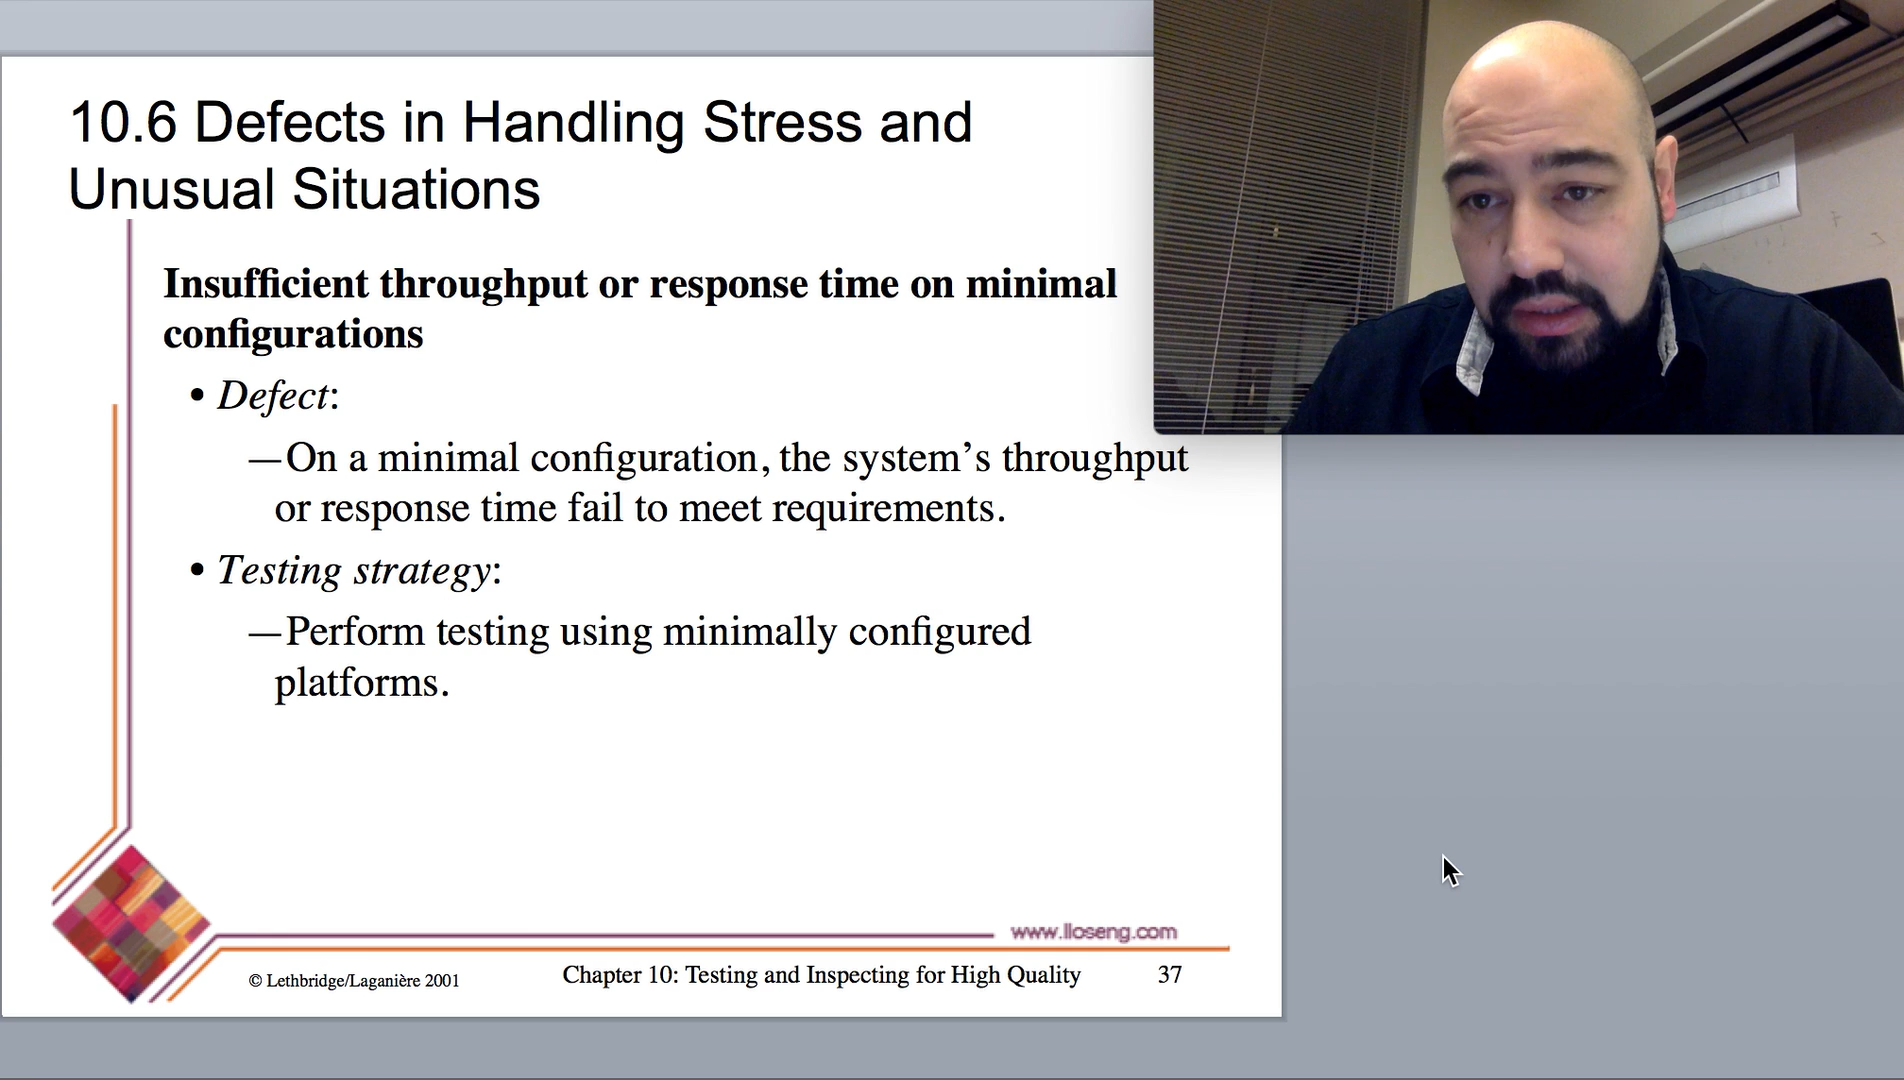 10.6 Defects in Handling Stress and
Unusual Situations
Insufficient throughput or response time on minimal
configurations
• Defect:
—On a minimal configuration, the system’s throughput
or response time fail to meet requirements.
• Testing strategy:
—Perform testing using minimally configured
platforms.
www.lloseng.com
© Lethbridge/Laganière 2001
Chapter 10: Testing and Inspecting for High Quality
37